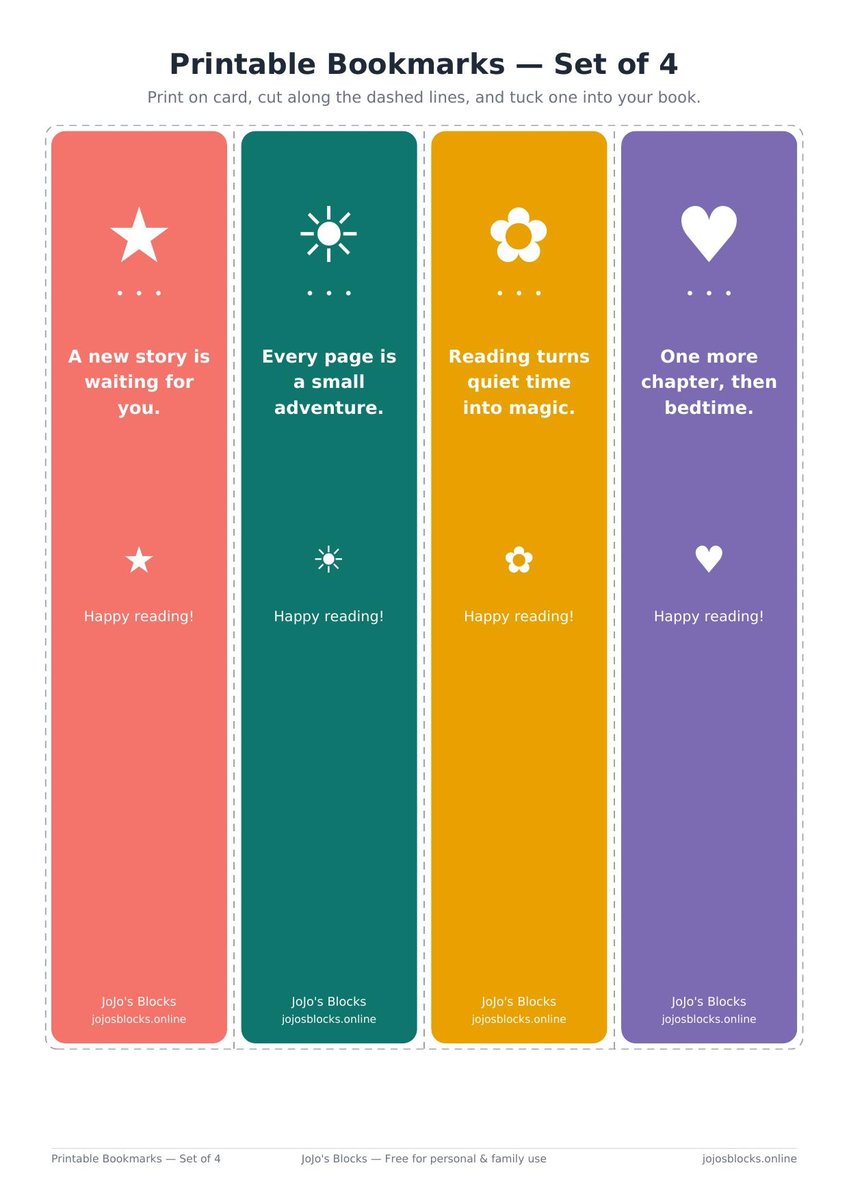 Printable Bookmarks — Set of 4
Print on card, cut along the dashed lines, and tuck one into your book.
A new story is
waiting for
you.
Happy reading!
JoJo's Blocks
jojosblocks.online
Every page is
a small
adventure.
Happy reading!
JoJo's Blocks
jojosblocks.online
Reading turns
quiet time
into magic.
Happy reading!
JoJo's Blocks
jojosblocks.online
One more
chapter, then
bedtime.
Happy reading!
JoJo's Blocks
jojosblocks.online
Printable Bookmarks — Set of 4
JoJo's Blocks — Free for personal & family use
jojosblocks.online